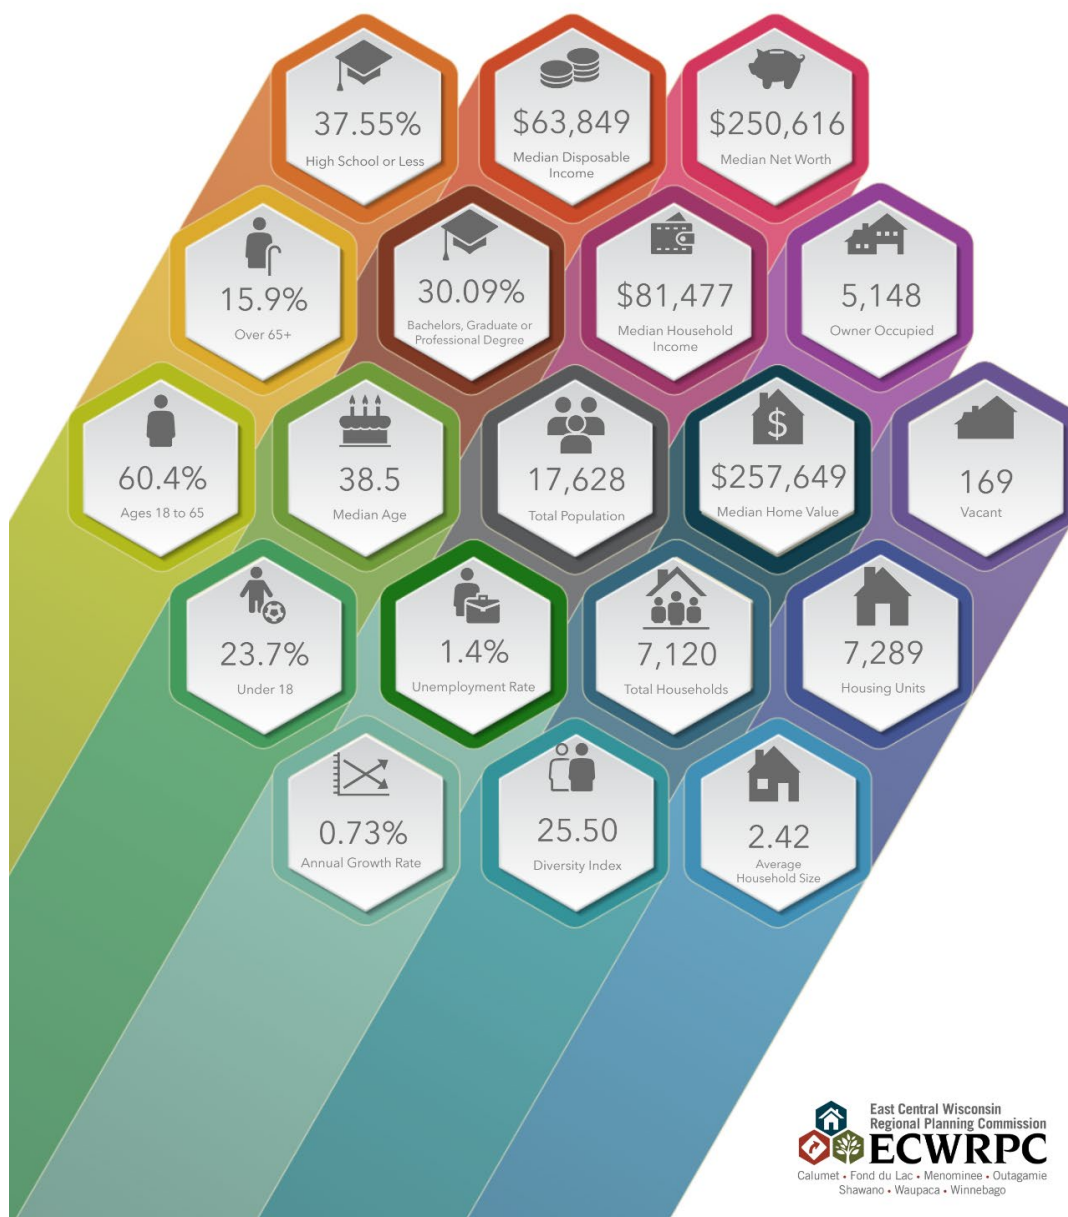 37.55%
High School or Less
$63,849
Median Disposable
Income
$250,616
Median Net Worth
15.9%
Over 65+
30.09%
Bachelors, Graduate or
Professional Degree
$81,477
Median Household
Income
5,148
Owner Occupied
60.4%
Ages 18 to 65
38.5
Median Age
17,628
Total Population
$
$257,649
Median Home Value
169
Vacant
23.7%
Under 18
1.4%
Unemployment Rate
7,120
Total Households
7,289
Housing Units
0.73%
Annual Growth Rate
25.50
Diversity Index
2.42
Average
Household Size
East Central Wisconsin
Regional Planning Commission
ECWRPC
Calumet • Fond du Lac • Menominee • Outagamie
Shawano • Waupaca • Winnebago